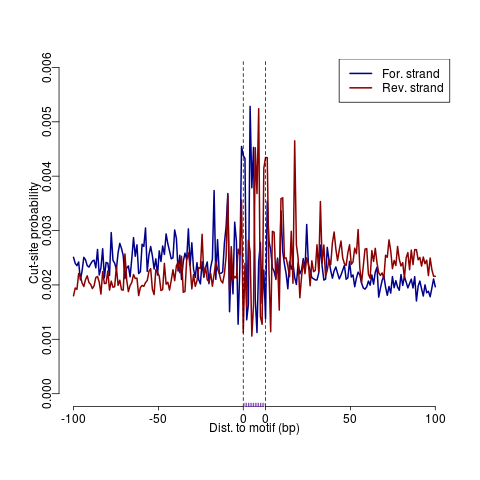 For. strand
Rev. strand
Cut-site probability
0.006
0.005
0.004
0.003
0.002
0.001
0.000
-100 -50 0 0 50 100
Dist. to motif (bp)